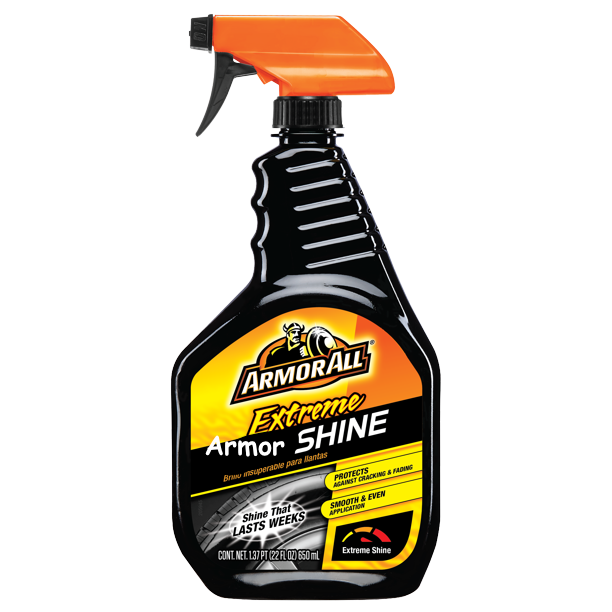 ARMORALL®
Extreme
Armor SHINE
Brillo insuperable para llantas
PROTECTS
AGAINST CRACKING & FADING
SMOOTH & EVEN
APPLICATION
Shine That
LASTS WEEKS
Extreme Shine
CONT. NET. 1.37 PT (22 FL OZ) 650 mL